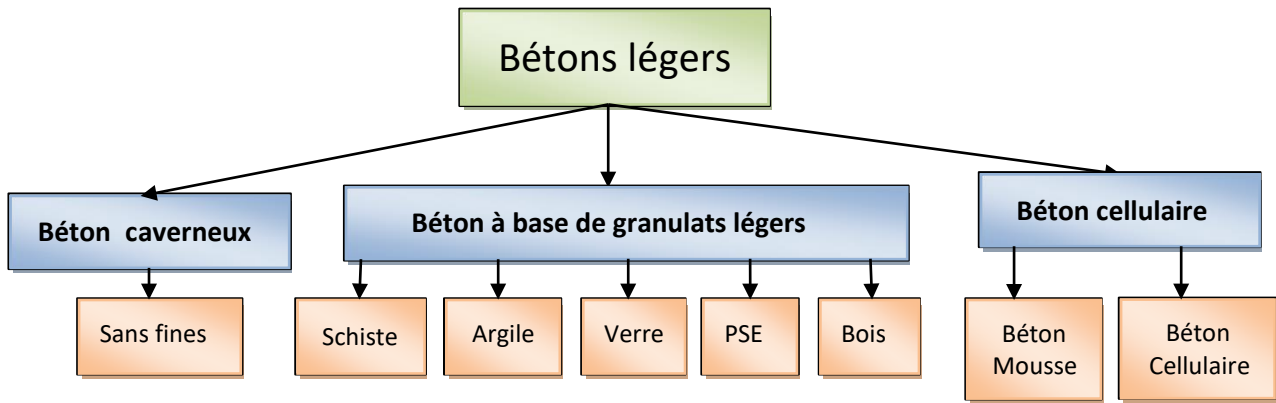 Bétons légers
Béton caverneux
Béton à base de granulats légers
Béton cellulaire
Sans fines
Schiste
Argile
Verre
PSE
Bois
Béton
Mousse
Béton
Cellulaire